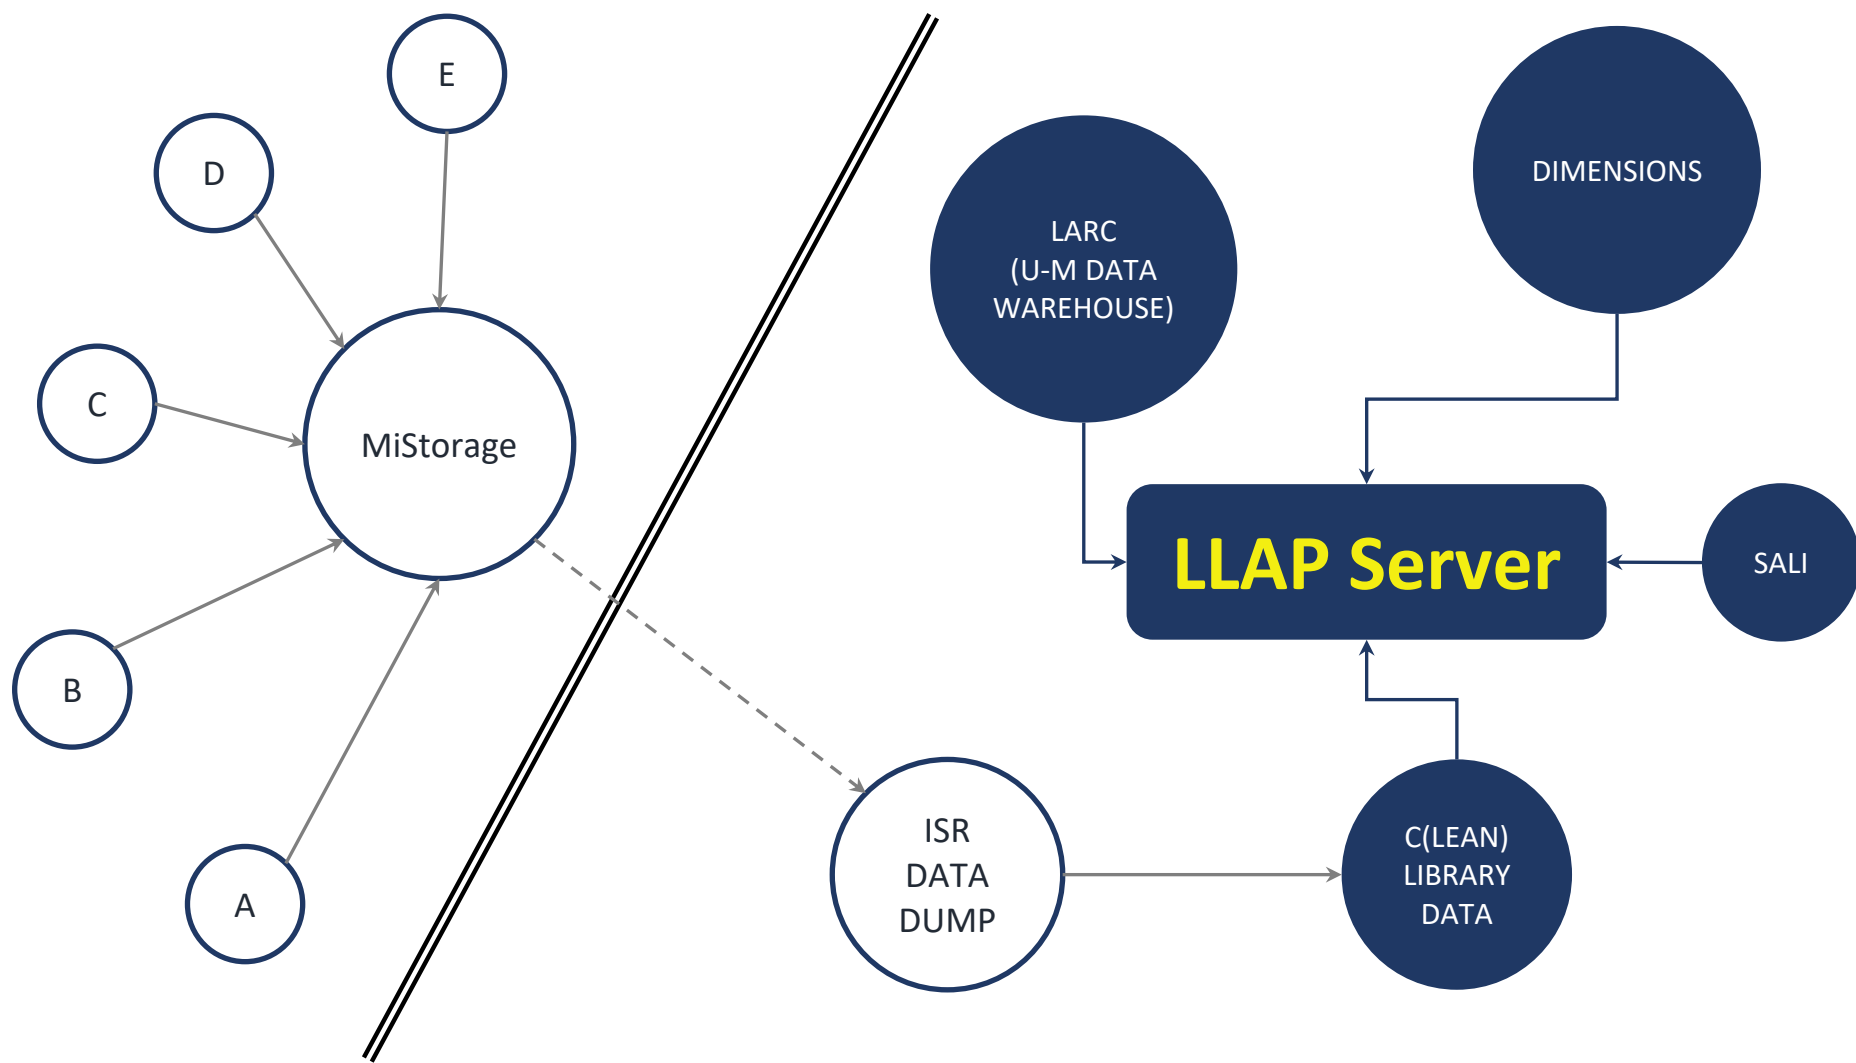 E
D
C
MiStorage
B
A
LARC
(U-M DATA
WAREHOUSE)
DIMENSIONS
LLAP Server
SALI
ISR
DATA
DUMP
C(LEAN)
LIBRARY
DATA